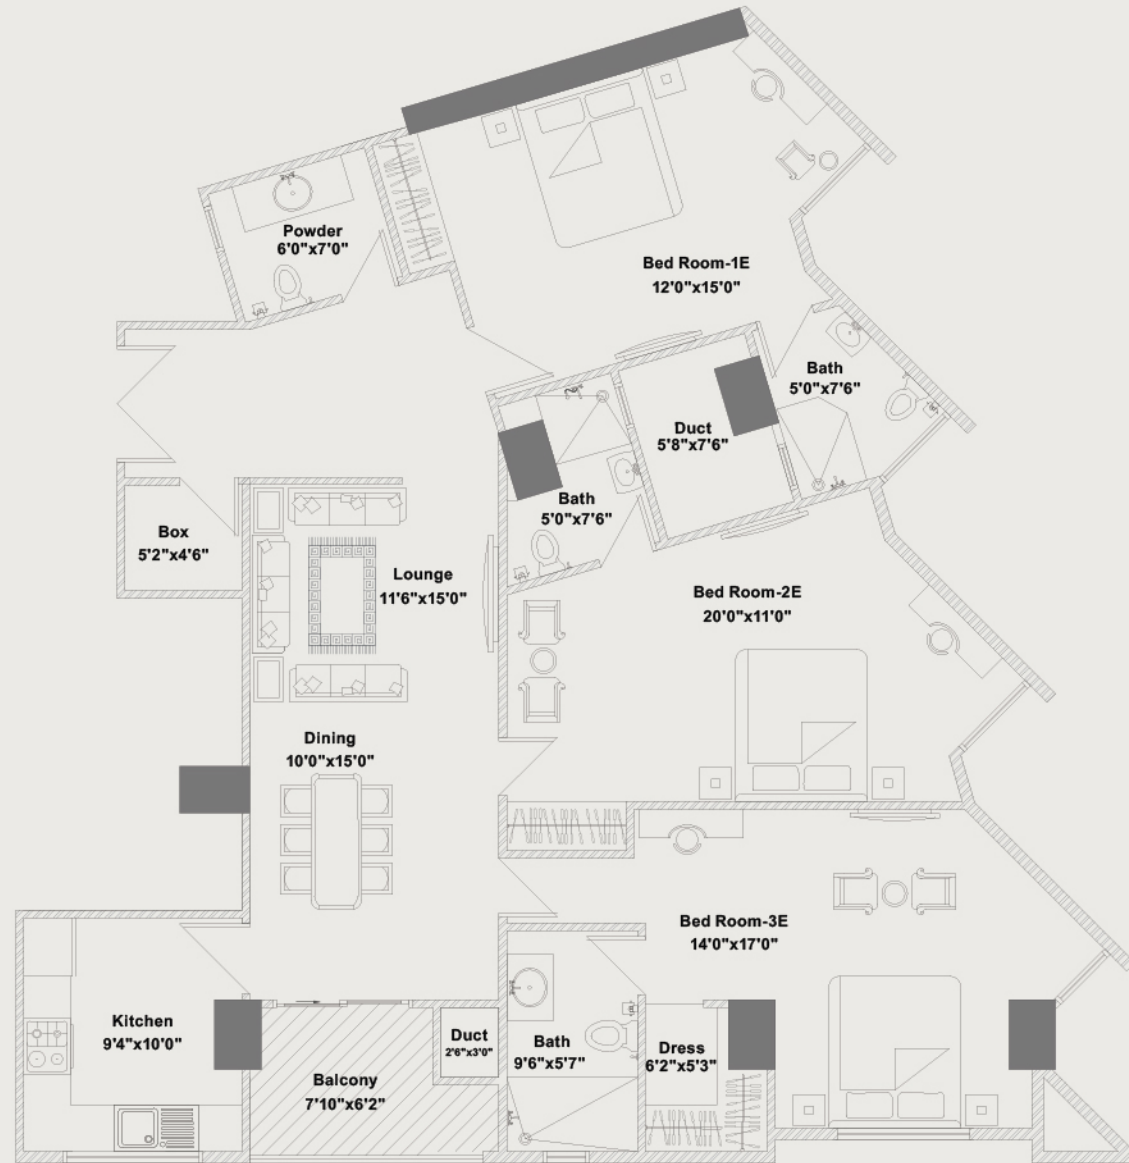 Powder
6'0"x7'0"
Bed Room-1E
12'0"x15'0"
Bath
5'0"x7'6"
Duct
5'8"x7'6"
Bath
5'0"x7'6"
Box
5'2"x4'6"
Lounge
11'6"x15'0"
Bed Room-2E
20'0"x11'0"
Dining
10'0"x15'0"
Bed Room-3E
14'0"x17'0"
Kitchen
9'4"x10'0"
Duct
2'6"x3'0"
Bath
9'6"x5'7"
Dress
6'2"x5'3"
Balcony
7'10"x6'2"